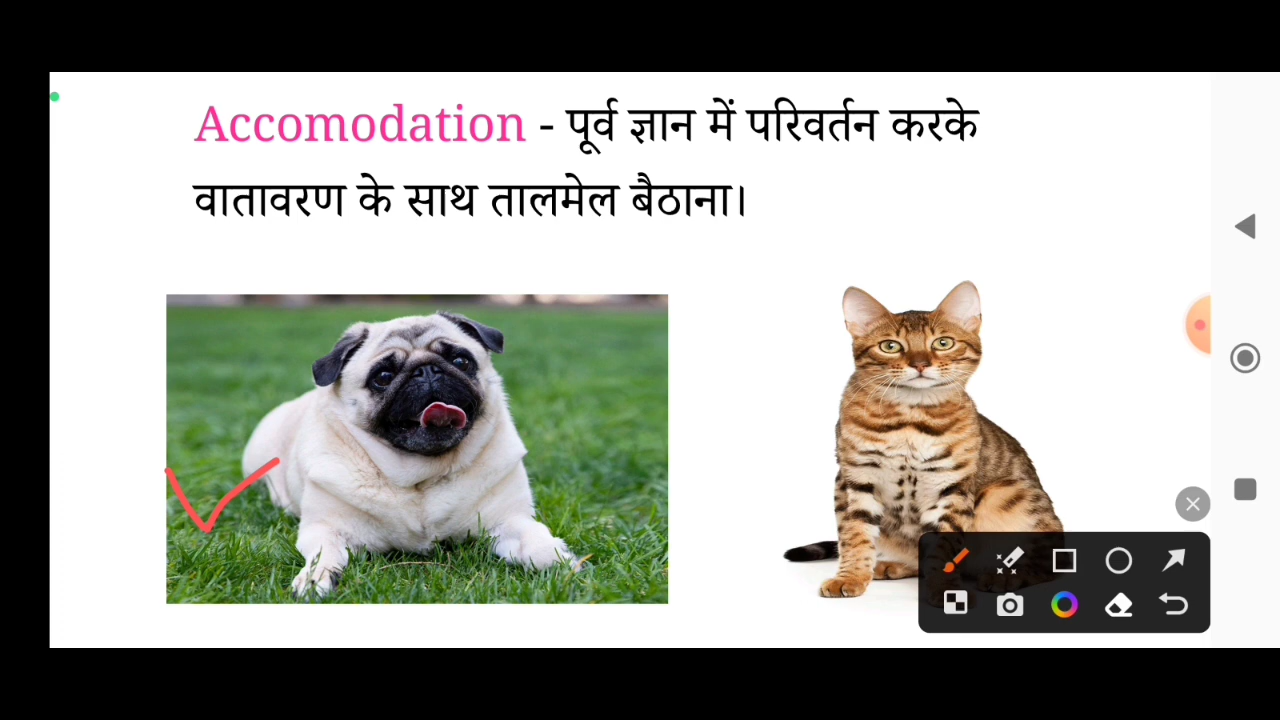 Accomodation - पूर्व ज्ञान में परिवर्तन करके
वातावरण के साथ तालमेल बैठाना।